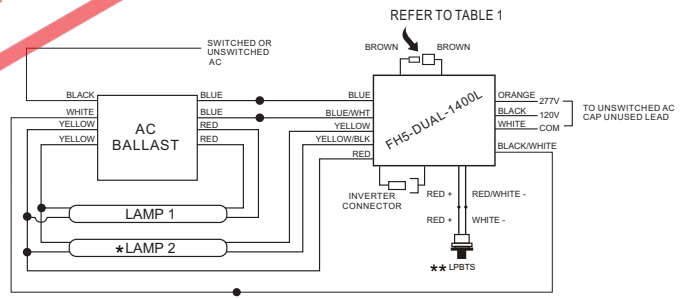 REFER TO TABLE 1
BROWN
BROWN
SWITCHED OR
UNSWITCHED
AC
BLACK
WHITE
YELLOW
YELLOW
AC
BALLAST
BLUE
BLUE
RED
RED
BLUE
BLUE/WHT
YELLOW
YELLOW/BLK
RED
FH5-DUAL-1400L
ORANGE
277V
BLACK
120V
WHITE
COM
BLACK/WHITE
TO UNSWITCHED AC
CAP UNUSED LEAD
INVERTER
CONNECTOR
RED +
RED/WHITE -
RED +
WHITE -
** LPBTS
LAMP 1
*LAMP 2